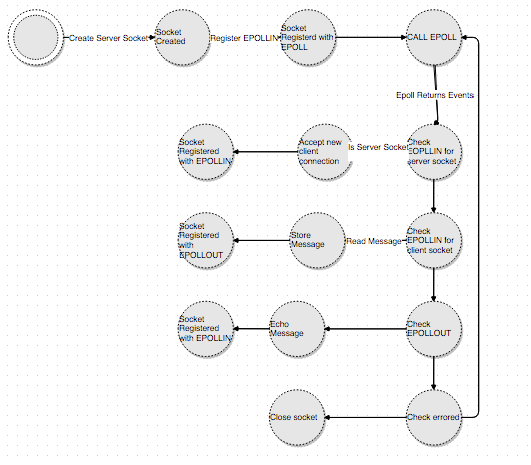 Create Server Socket
Socket
Created
Register EPOLLIN
Socket
Registerd with
EPOLL
CALL EPOLL
Epoll Returns Events
Socket
Registered
with EPOLLIN
Accept new
client
connection
Is Server Socket
Check
EOPLLIN for
server socket
Socket
Registered
with
EPOLLOUT
Store
Message
Read Message
Check
EPOLLIN for
client socket
Socket
Registered
with EPOLLIN
Echo
Message
Check
EPOLLOUT
Close socket
Check errored